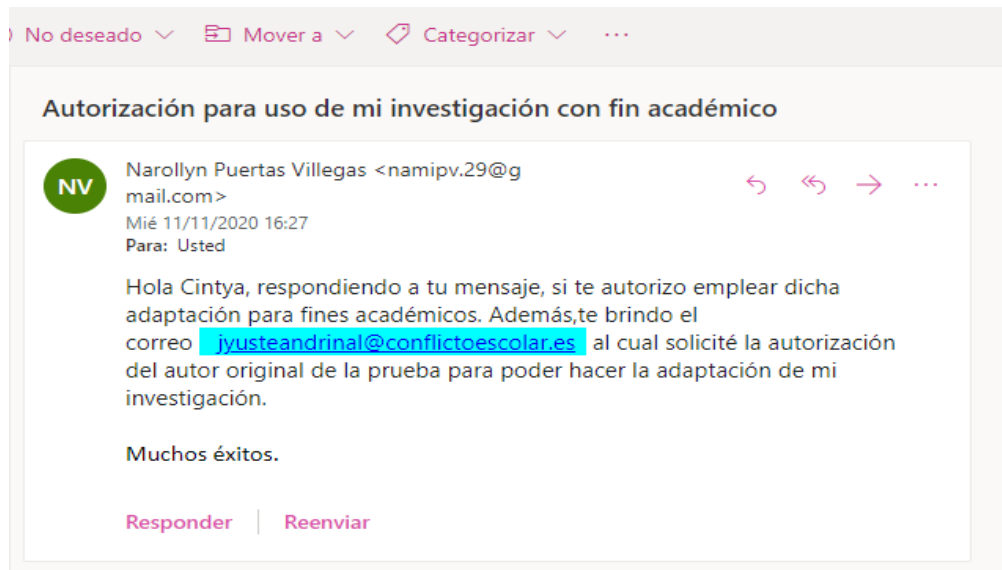 No deseado Mover a Categorizar ...
Autorización para uso de mi investigación con fin académico
NV
Narollyn Puertas Villegas <namipv.29@g
mail.com>
Mié 11/11/2020 16:27
Para: Usted
Hola Cintya, respondiendo a tu mensaje, si te autorizo emplear dicha
adaptación para fines académicos. Además,te brindo el
correo jyusteandrinal@conflictoescolar.es al cual solicité la autorización
del autor original de la prueba para poder hacer la adaptación de mi
investigación.
Muchos éxitos.
Responder Reenviar